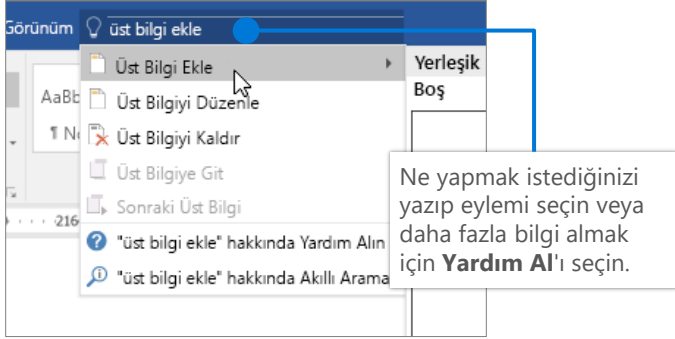 Görünüm üst bilgi ekle
Üst Bilgi Ekle
Üst Bilgiyi Düzenle
Üst Bilgiyi Kaldır
Üst Bilgiye Git
Sonraki Üst Bilgi
"üst bilgi ekle" hakkında Yardım Alın
"üst bilgi ekle" hakkında Akıllı Arama
AaBb
¶ No
216
Yerleşik
Boş
Ne yapmak istediğinizi
yazıp eylemi seçin veya
daha fazla bilgi almak
için Yardım Al'ı seçin.